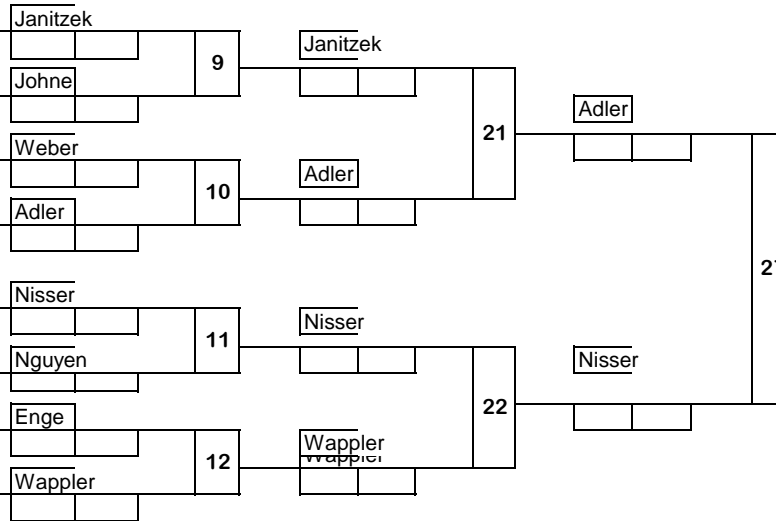 Janitzek
9
Johne
Janitzek
21
Weber
10
Adler
Adler
Adler
Nisser
11
Nguyen
Nisser
22
Enge
12
Wappler
Wappler
Nisser